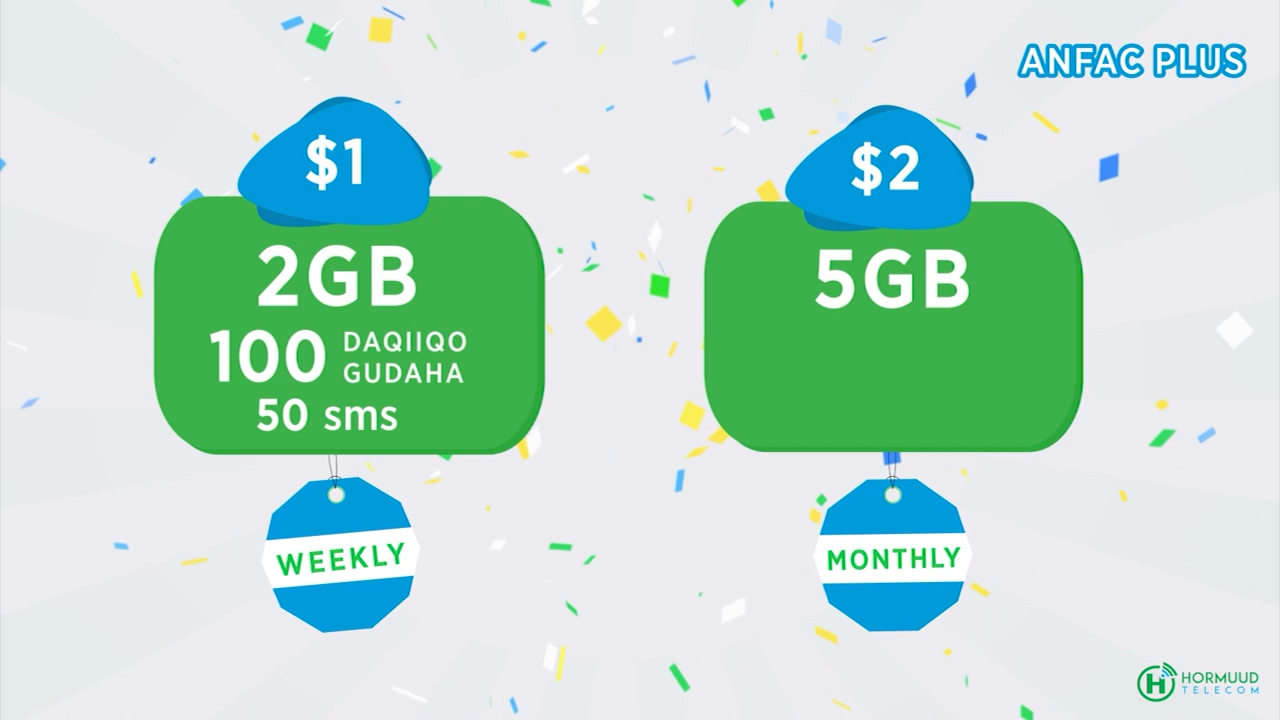 ANFAC PLUS
$1
2GB
100 DAQIIQO
GUDAHA
50 sms
WEEKLY
$2
5GB
MONTHLY
HORMUUD
TELECOM